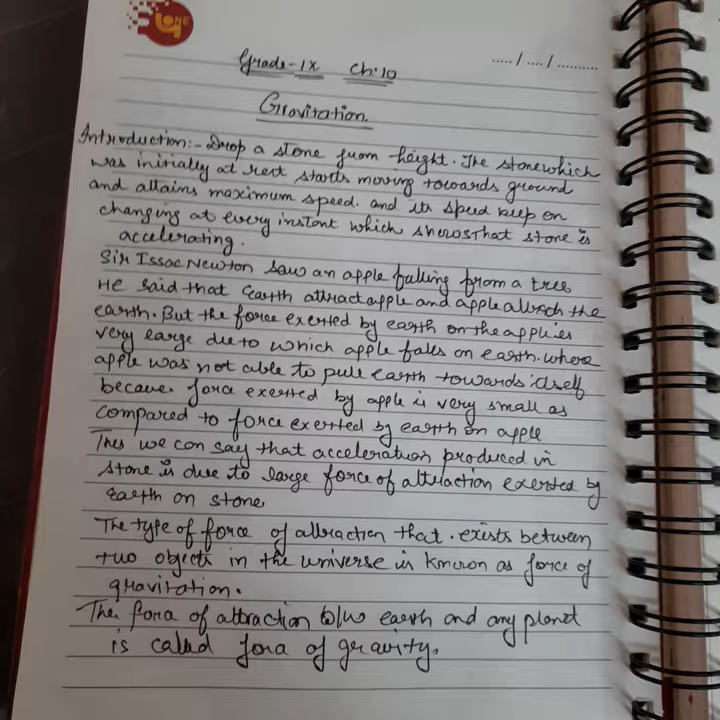 ONE
Grade-IX Ch:10
...../..../..........
Gravitation
Introduction:- Drop a stone from height. The stone which
was initially at rest starts moving towards ground
and attains maximum speed. and its speed keep on
changing at every instant which shows that stone is
accelerating.
Sir Issac Newton saw an apple falling from a tree
He said that Earth attract apple and apple attracts the
earth. But the force exerted by earth on the apple is
very large due to which apple falls on earth. where
apple was not able to pull earth towards itself
becaue force exerted by apple is very small as
compared to force exerted by earth on apple
Thus we can say that acceleration produced in
stone is due to large force of attraction exerted by
Earth on stone
The type of force of attraction that exists between
two objects in the universe is known as force of
gravitation.
The force of attraction b/w earth and any planet
is called force of gravity.